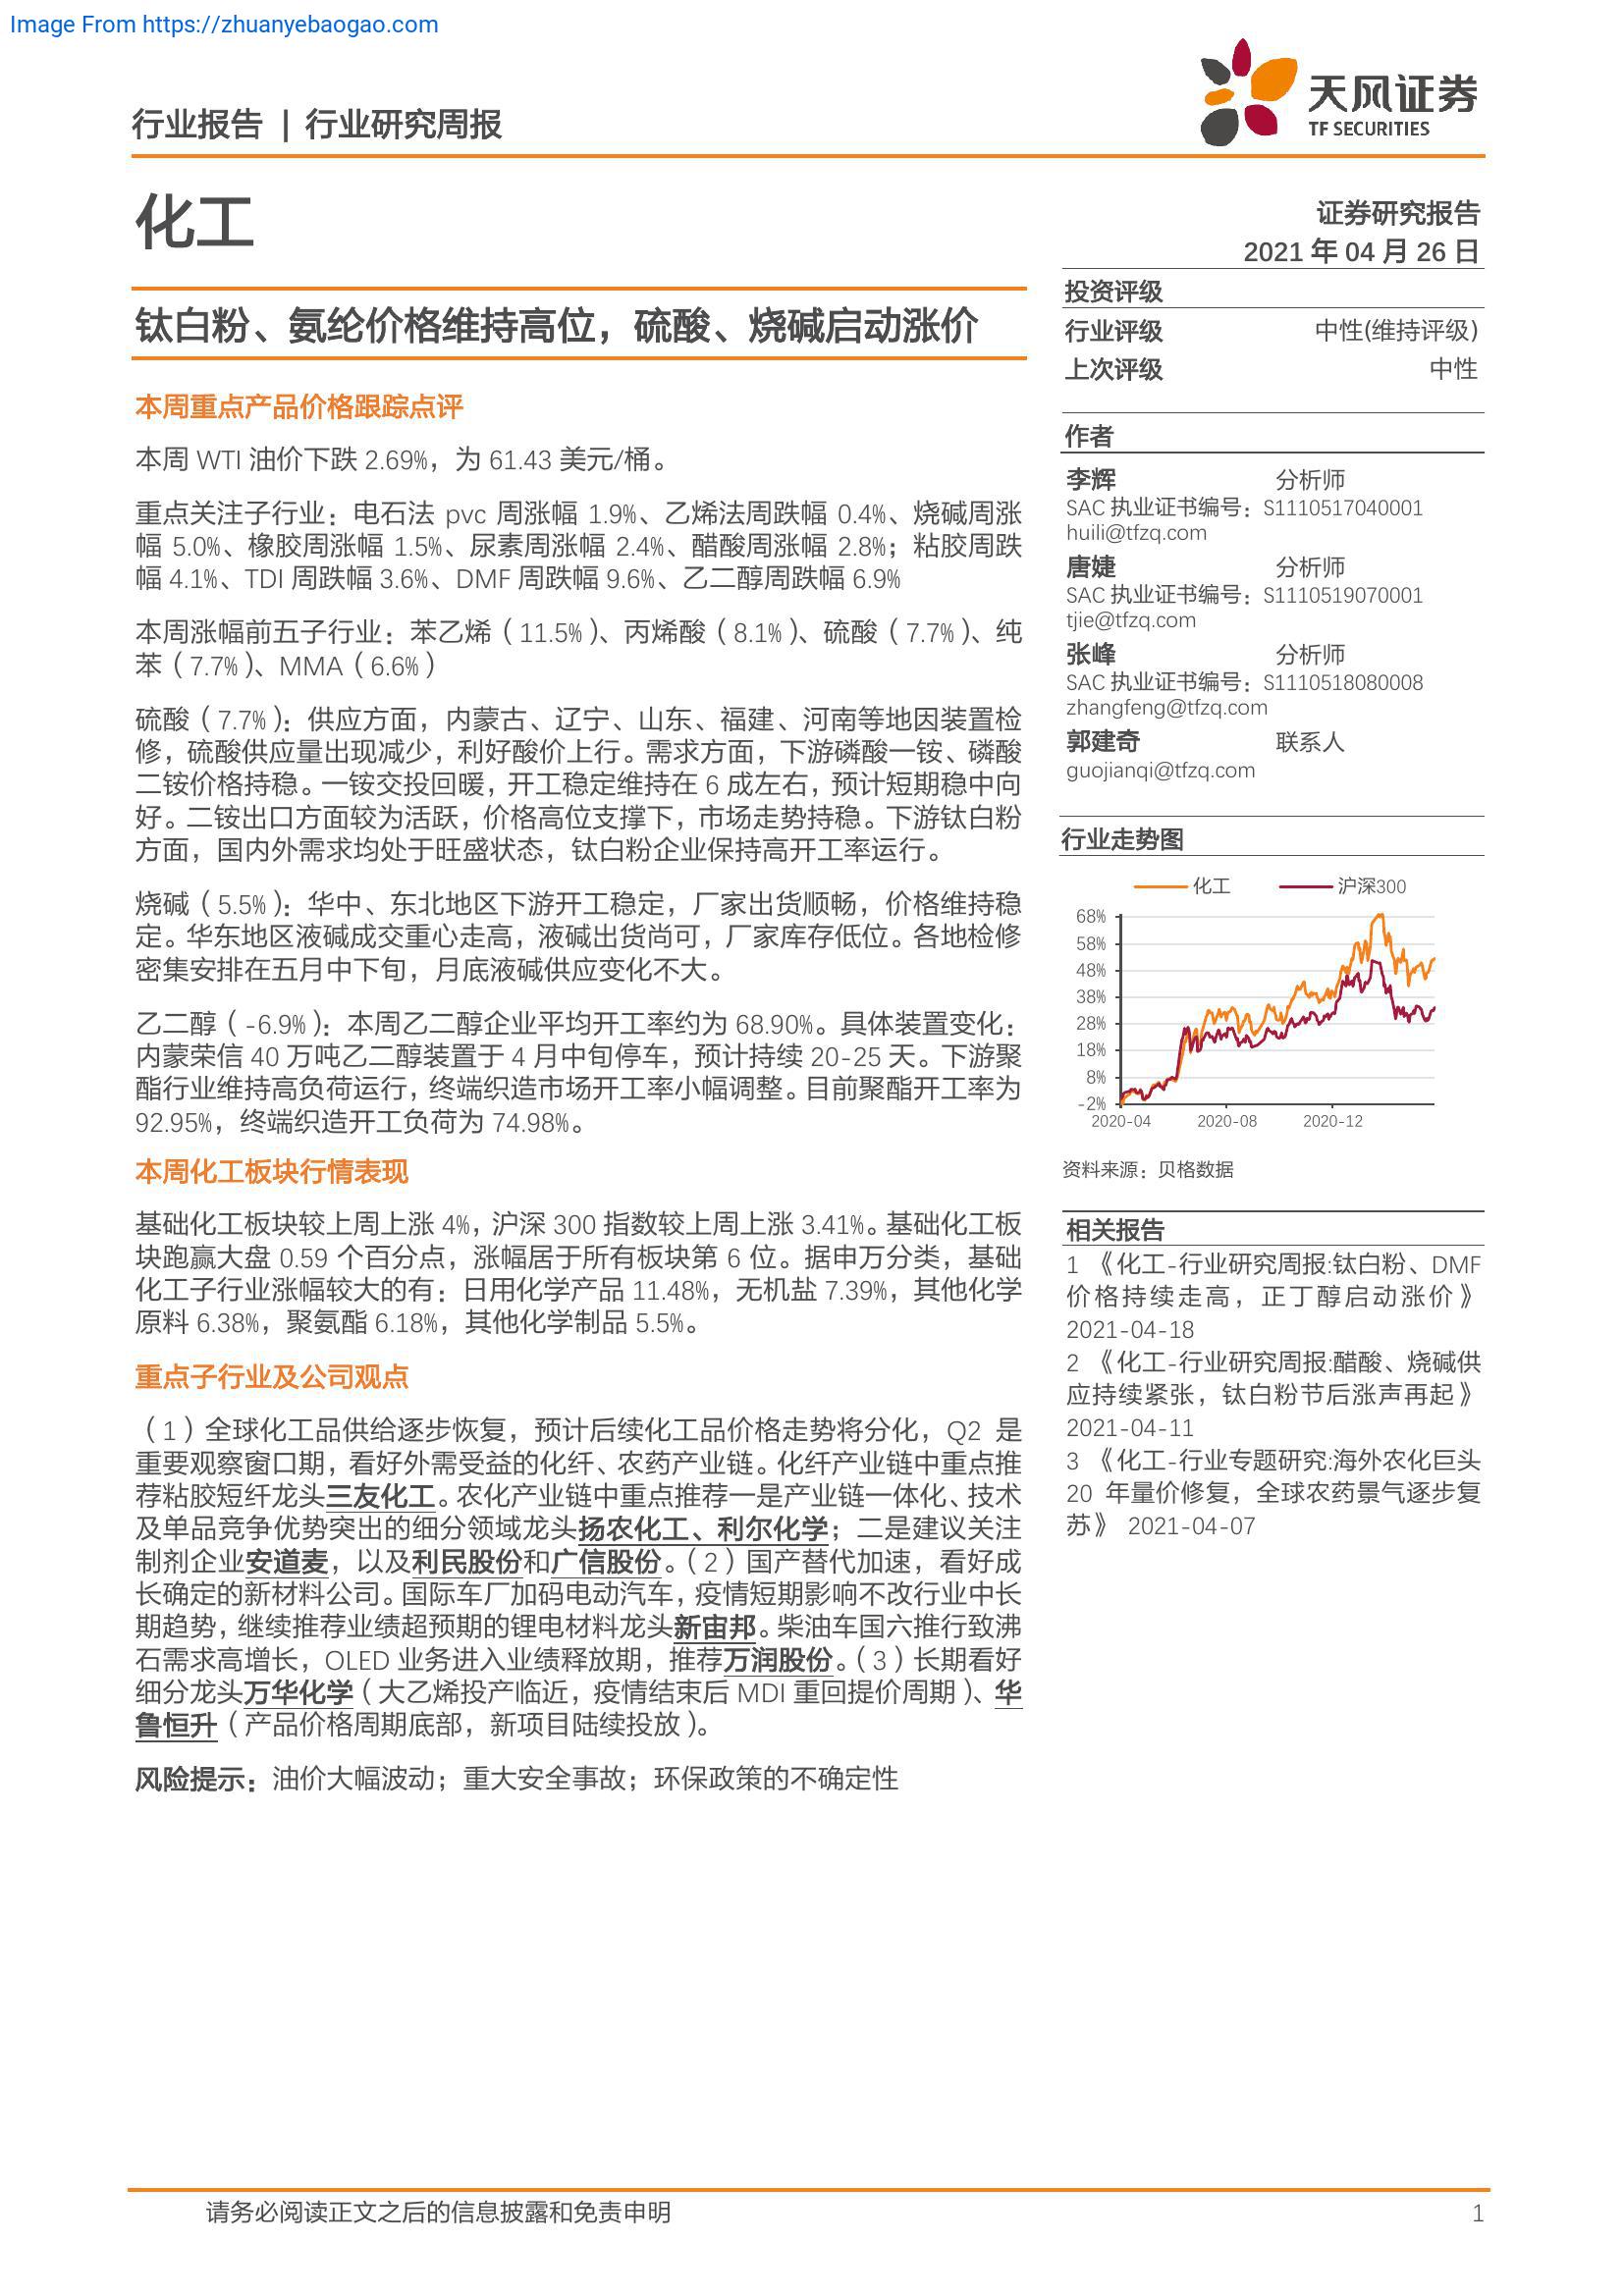 Image From https://zhuanyebaogao.com
行业报告 | 行业研究周报
天风证券
TF SECURITIES
化工
证券研究报告
2021 年 04 月 26 日
钛白粉、氨纶价格维持高位，硫酸、烧碱启动涨价
本周重点产品价格跟踪点评
本周 WTI 油价下跌 2.69%，为 61.43 美元/桶。
重点关注子行业：电石法 pvc 周涨幅 1.9%、乙烯法周跌幅 0.4%、烧碱周涨
幅 5.0%、橡胶周涨幅 1.5%、尿素周涨幅 2.4%、醋酸周涨幅 2.8%；粘胶周跌
幅 4.1%、TDI 周跌幅 3.6%、DMF 周跌幅 9.6%、乙二醇周跌幅 6.9%
本周涨幅前五子行业：苯乙烯（11.5%）、丙烯酸（8.1%）、硫酸（7.7%）、纯
苯（7.7%）、MMA（6.6%）
硫酸（7.7%）：供应方面，内蒙古、辽宁、山东、福建、河南等地因装置检
修，硫酸供应量出现减少，利好酸价上行。需求方面，下游磷酸一铵、磷酸
二铵价格持稳。一铵交投回暖，开工稳定维持在 6 成左右，预计短期稳中向
好。二铵出口方面较为活跃，价格高位支撑下，市场走势持稳。下游钛白粉
方面，国内外需求均处于旺盛状态，钛白粉企业保持高开工率运行。
烧碱（5.5%）：华中、东北地区下游开工稳定，厂家出货顺畅，价格维持稳
定。华东地区液碱成交重心走高，液碱出货尚可，厂家库存低位。各地检修
密集安排在五月中下旬，月底液碱供应变化不大。
乙二醇（-6.9%）：本周乙二醇企业平均开工率约为 68.90%。具体装置变化：
内蒙荣信 40 万吨乙二醇装置于 4 月中旬停车，预计持续 20-25 天。下游聚
酯行业维持高负荷运行，终端织造市场开工率小幅调整。目前聚酯开工率为
92.95%，终端织造开工负荷为 74.98%。
本周化工板块行情表现
基础化工板块较上周上涨 4%，沪深 300 指数较上周上涨 3.41%。基础化工板
块跑赢大盘 0.59 个百分点，涨幅居于所有板块第 6 位。据申万分类，基础
化工子行业涨幅较大的有：日用化学产品 11.48%，无机盐 7.39%，其他化学
原料 6.38%，聚氨酯 6.18%，其他化学制品 5.5%。
重点子行业及公司观点
（1）全球化工品供给逐步恢复，预计后续化工品价格走势将分化，Q2 是
重要观察窗口期，看好外需受益的化纤、农药产业链。化纤产业链中重点推
荐粘胶短纤龙头三友化工。农化产业链中重点推荐一是产业链一体化、技术
及单品竞争优势突出的细分领域龙头扬农化工、利尔化学；二是建议关注
制剂企业安道麦，以及利民股份和广信股份。（2）国产替代加速，看好成
长确定的新材料公司。国际车厂加码电动汽车，疫情短期影响不改行业中长
期趋势，继续推荐业绩超预期的锂电材料龙头新宙邦。柴油车国六推行致沸
石需求高增长，OLED 业务进入业绩释放期，推荐万润股份。（3）长期看好
细分龙头万华化学（大乙烯投产临近，疫情结束后 MDI 重回提价周期）、华
鲁恒升（产品价格周期底部，新项目陆续投放）。
风险提示：油价大幅波动；重大安全事故；环保政策的不确定性
投资评级
行业评级 中性(维持评级)
上次评级 中性
作者
李辉 分析师
SAC 执业证书编号：S1110517040001
huili@tfzq.com
唐婕 分析师
SAC 执业证书编号：S1110519070001
tjie@tfzq.com
张峰 分析师
SAC 执业证书编号：S1110518080008
zhangfeng@tfzq.com
郭建奇 联系人
guojianqi@tfzq.com
行业走势图
化工 沪深300
68%
58%
48%
38%
28%
18%
8%
-2%
2020-04 2020-08 2020-12
资料来源：贝格数据
相关报告
1 《化工-行业研究周报:钛白粉、DMF
价格持续走高，正丁醇启动涨价》
2021-04-18
2 《化工-行业研究周报:醋酸、烧碱供
应持续紧张，钛白粉节后涨声再起》
2021-04-11
3 《化工-行业专题研究:海外农化巨头
20 年量价修复，全球农药景气逐步复
苏》 2021-04-07
请务必阅读正文之后的信息披露和免责申明 1